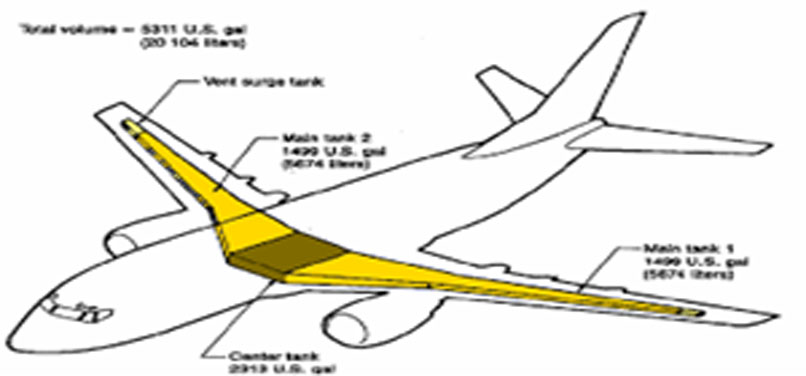 Total volume = 5311 U.S. gal
(20 104 liters)
Vent surge tank
Main tank 2
1499 U.S. gal
(5674 liters)
Main tank 1
1499 U.S. gal
(5674 liters)
Center tank
2313 U.S. gal